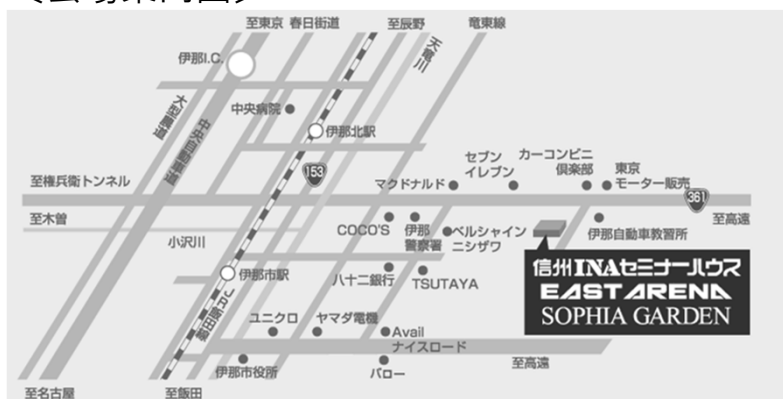 至東京 春日街道
至辰野
竜東線
天竜川
伊那I.C.
大型農道
中央自動車道
中央病院
伊那北駅
153
セブン
イレブン
カーコンビニ
倶楽部
東京
モーター販売
至権兵衛トンネル
マクドナルド
361
至木曽
至高遠
小沢川
COCO'S
伊那
警察署
ベルシャイン
ニシザワ
伊那自動車教習所
伊那市駅
八十二銀行
TSUTAYA
JR飯田線
信州INAセミナーハウス
EAST ARENA
SOPHIA GARDEN
ユニクロ
ヤマダ電機
Avail
ナイスロード
伊那市役所
バロー
至高遠
至名古屋
至飯田